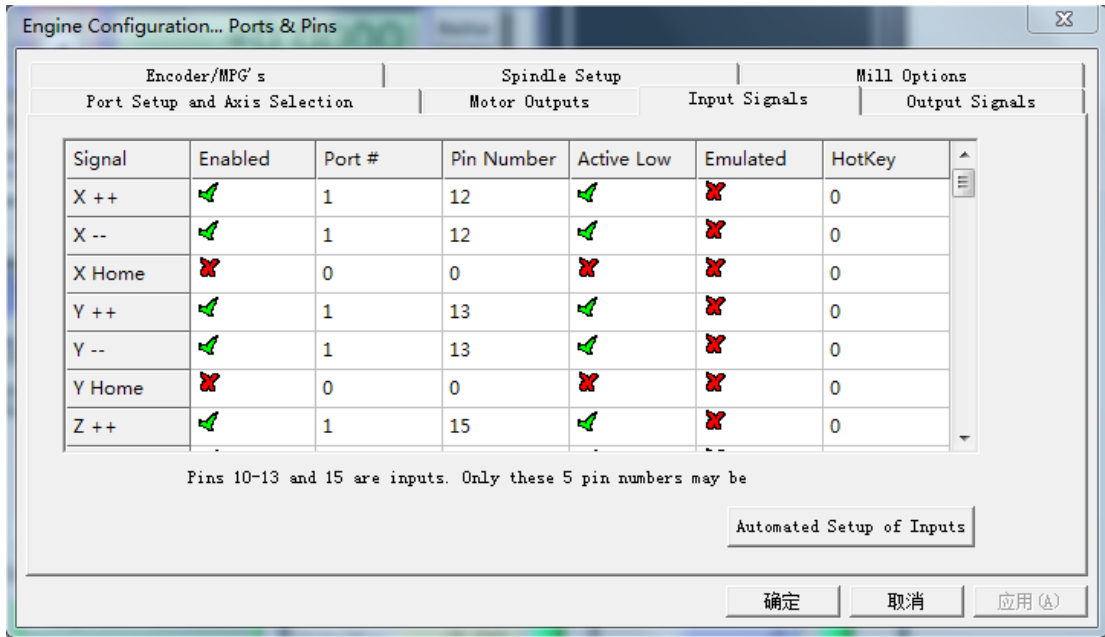 Engine Configuration... Ports & Pins
Encoder/MPG's Spindle Setup Mill Options
Port Setup and Axis Selection Motor Outputs Input Signals Output Signals
Signal Enabled Port # Pin Number Active Low Emulated HotKey
X ++ 1 12 0
X -- 1 12 0
X Home 0 0 0
Y ++ 1 13 0
Y -- 1 13 0
Y Home 0 0 0
Z ++ 1 15 0
Pins 10-13 and 15 are inputs. Only these 5 pin numbers may be
Automated Setup of Inputs
确定 取消 应用(A)